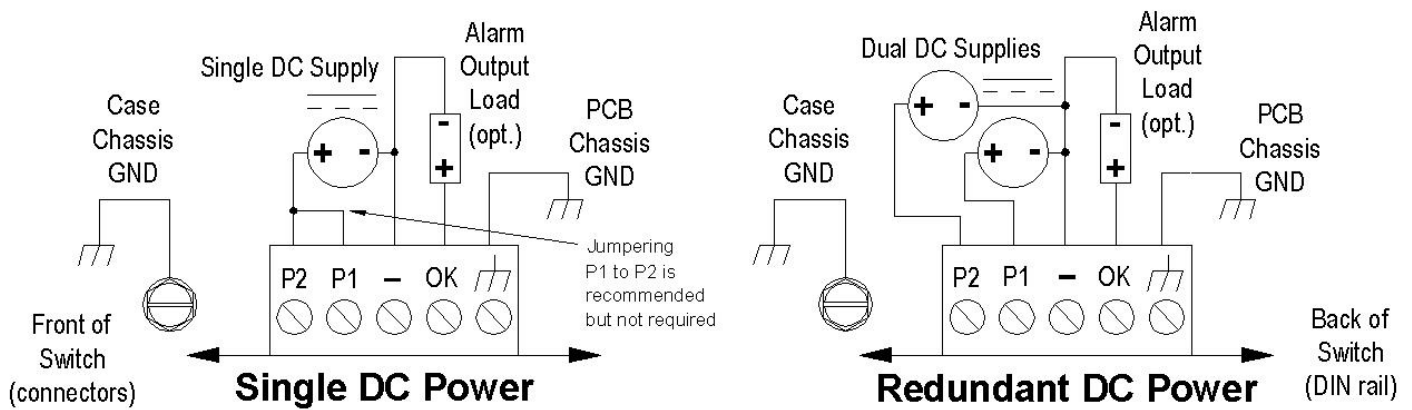 Single DC Supply
Alarm
Output
Load
(opt.)
Case
Chassis
GND
PCB
Chassis
GND
+ -
-
+
Jumpering
P1 to P2 is
recommended
but not required
P2 P1 – OK
Front of
Switch
(connectors)
Single DC Power
Dual DC Supplies
Alarm
Output
Load
(opt.)
Case
Chassis
GND
PCB
Chassis
GND
+ -
+ -
-
+
P2 P1 – OK
Back of
Switch
(DIN rail)
Redundant DC Power